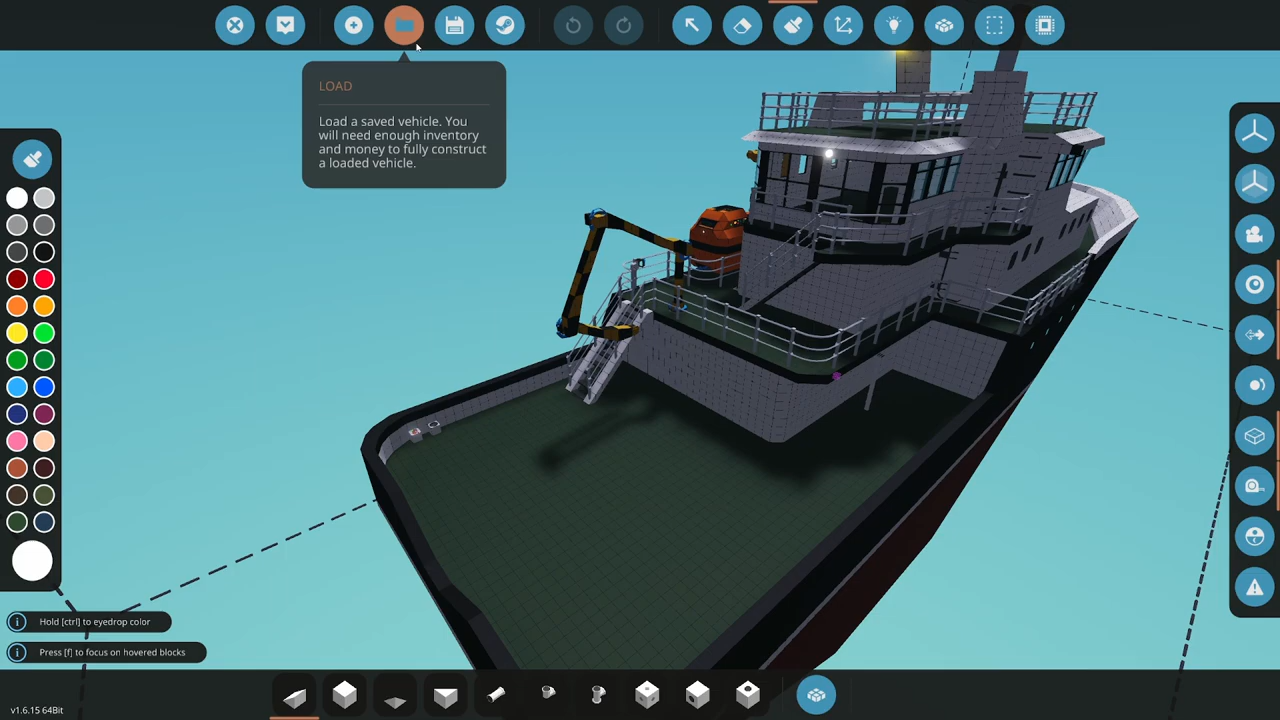 LOAD
Load a saved vehicle. You
will need enough inventory
and money to fully construct
a loaded vehicle.
Hold [ctrl] to eyedrop color
Press [f] to focus on hovered blocks
v1.6.15 64Bit